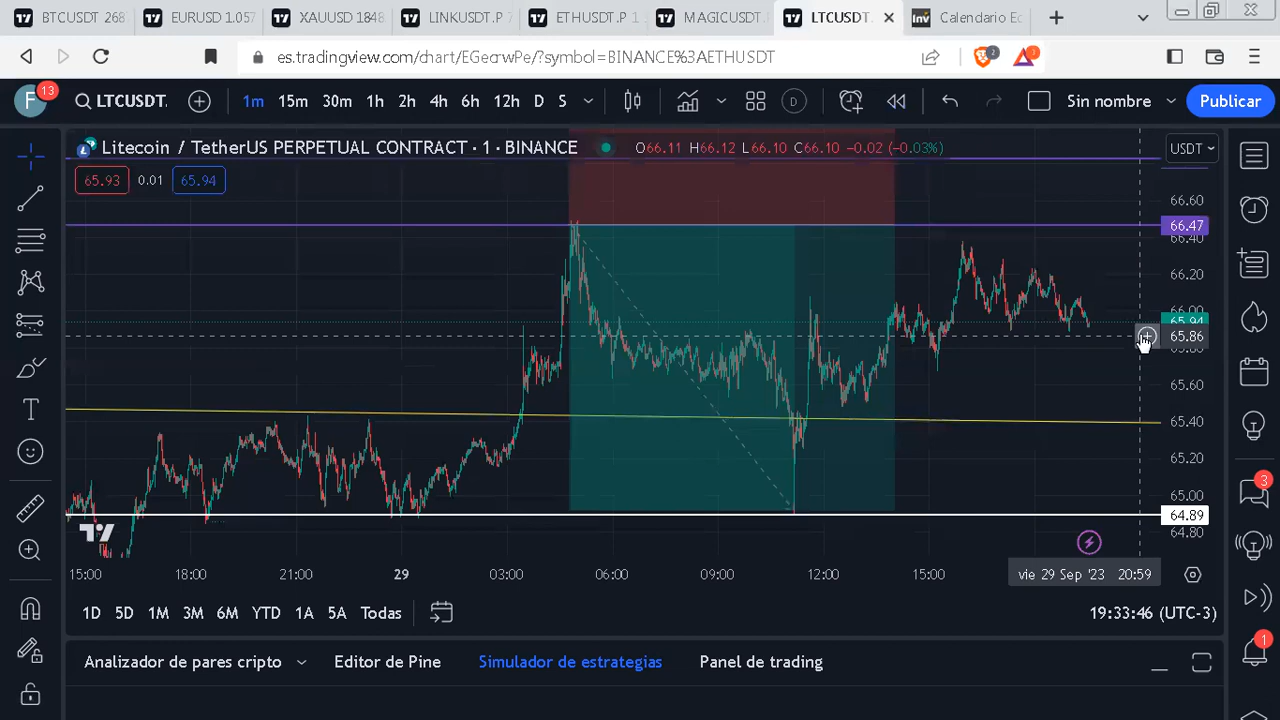 BTCUSDT 268
EURUSD 1.057
XAUUSD 1848
LINKUSDT.P 7
ETHUSDT.P 1
MAGICUSDT.
LTCUSDT.
Calendario Ec
es.tradingview.com/chart/EGecrwPe/?symbol=BINANCE%3AETHUSDT
2
1
F
13
LTCUSDT.
1m 15m 30m 1h 2h 4h 6h 12h D S
D
Sin nombre
Publicar
Litecoin / TetherUS PERPETUAL CONTRACT · 1 · BINANCE
O66.11 H66.12 L66.10 C66.10 −0.02 (−0.03%)
USDT
65.93 0.01 65.94
66.60
66.47
66.40
66.20
66.00
65.94
65.86
65.80
65.60
65.40
65.20
65.00
64.89
64.80
15:00 18:00 21:00 29 03:00 06:00 09:00 12:00 15:00 vie 29 Sep '23 20:59
1D 5D 1M 3M 6M YTD 1A 5A Todas
19:33:46 (UTC-3)
Analizador de pares cripto
Editor de Pine
Simulador de estrategias
Panel de trading
3
1